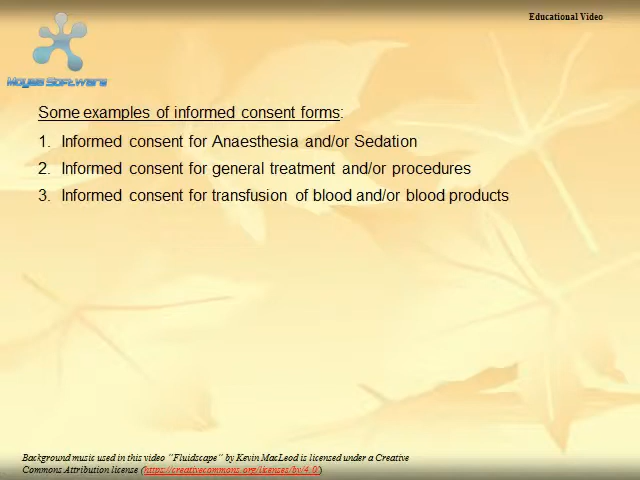 Educational Video
Moyea Software
Some examples of informed consent forms:
1. Informed consent for Anaesthesia and/or Sedation
2. Informed consent for general treatment and/or procedures
3. Informed consent for transfusion of blood and/or blood products
Background music used in this video "Fluidscape" by Kevin MacLeod is licensed under a Creative
Commons Attribution license (https://creativecommons.org/licenses/by/4.0/)